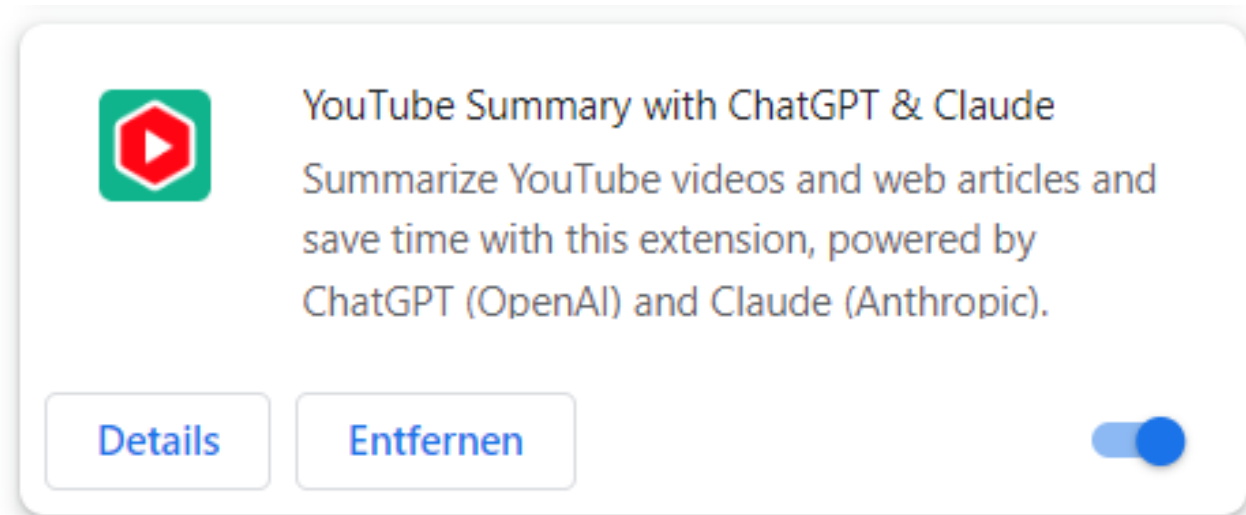 YouTube Summary with ChatGPT & Claude
Summarize YouTube videos and web articles and
save time with this extension, powered by
ChatGPT (OpenAI) and Claude (Anthropic).
Details Entfernen